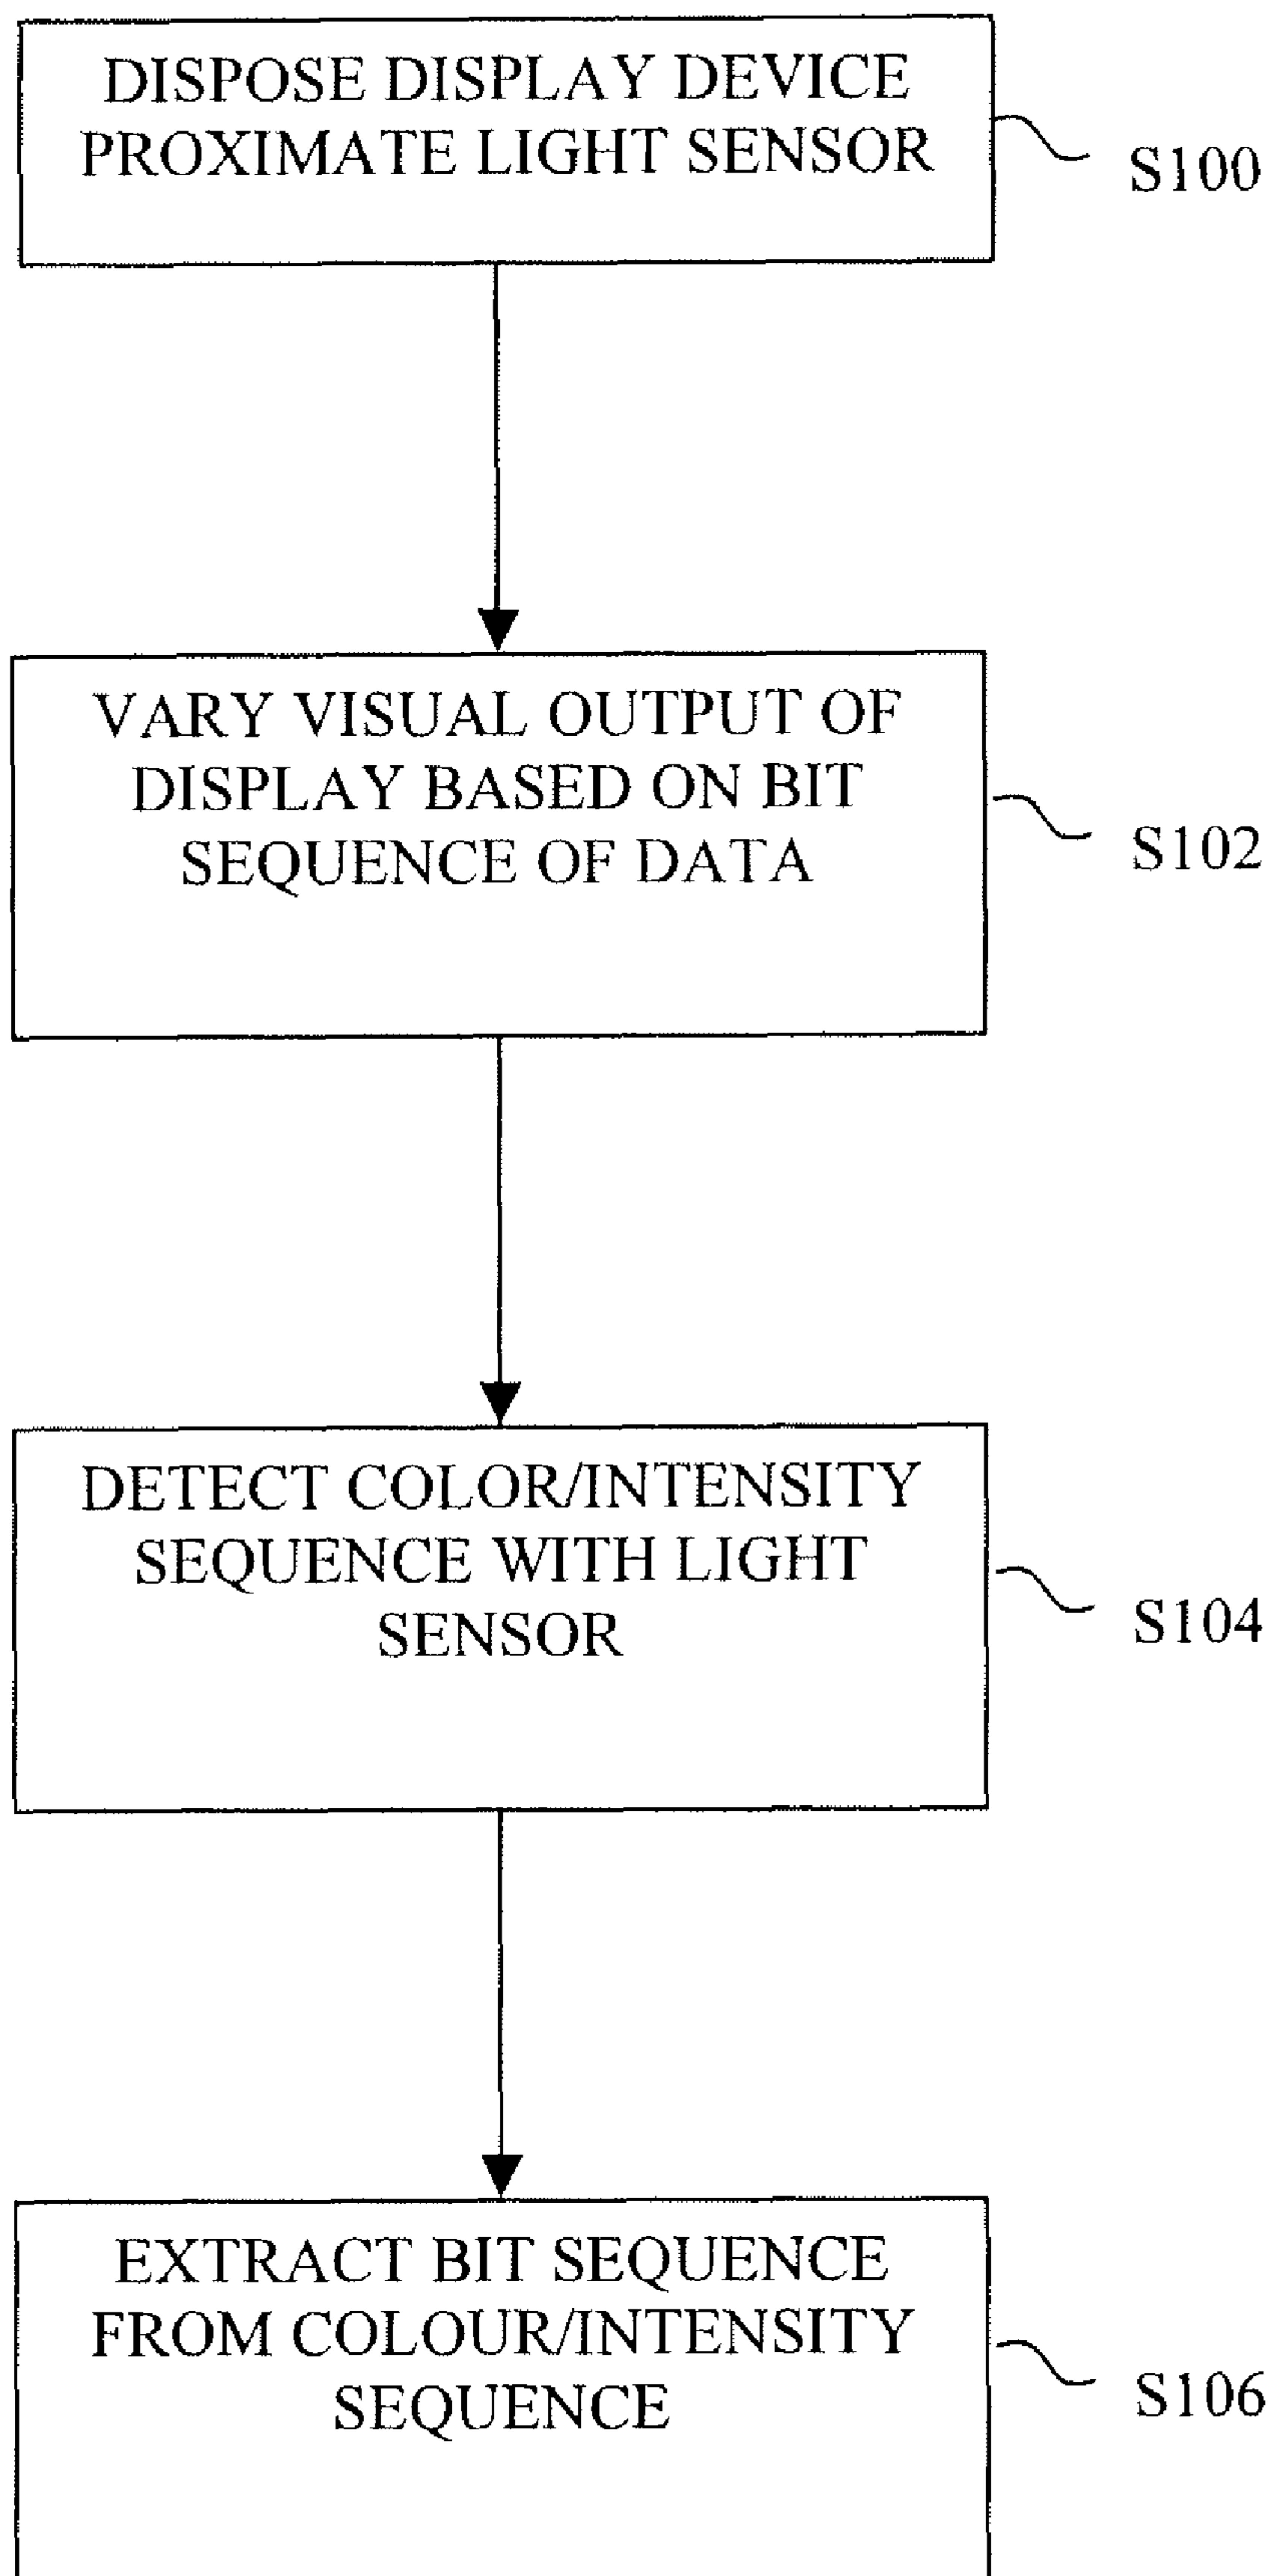 DISPOSE DISPLAY DEVICE
PROXIMATE LIGHT SENSOR
S100
VARY VISUAL OUTPUT OF
DISPLAY BASED ON BIT
SEQUENCE OF DATA
S102
DETECT COLOR/INTENSITY
SEQUENCE WITH LIGHT
SENSOR
S104
EXTRACT BIT SEQUENCE
FROM COLOUR/INTENSITY
SEQUENCE
S106